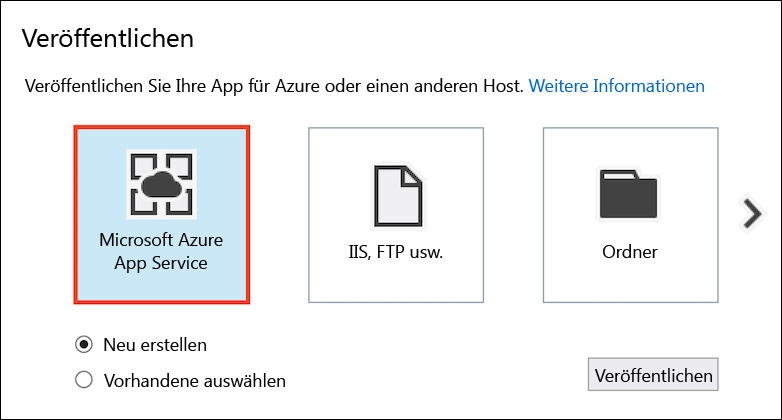 Veröffentlichen
Veröffentlichen Sie Ihre App für Azure oder einen anderen Host. Weitere Informationen
Microsoft Azure
App Service
IIS, FTP usw.
Ordner
Neu erstellen
Vorhandene auswählen
Veröffentlichen